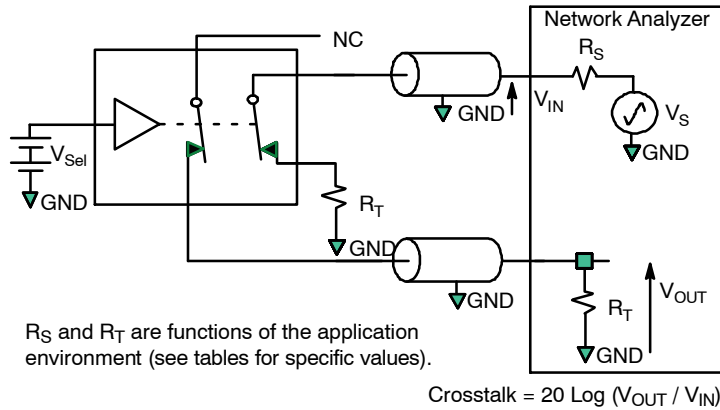 Network Analyzer
NC
R_S
V_IN
V_S
GND
GND
V_Sel
GND
R_T
GND
GND
R_T
V_OUT
GND
R_S and R_T are functions of the application
environment (see tables for specific values).
Crosstalk = 20 Log (V_OUT / V_IN)